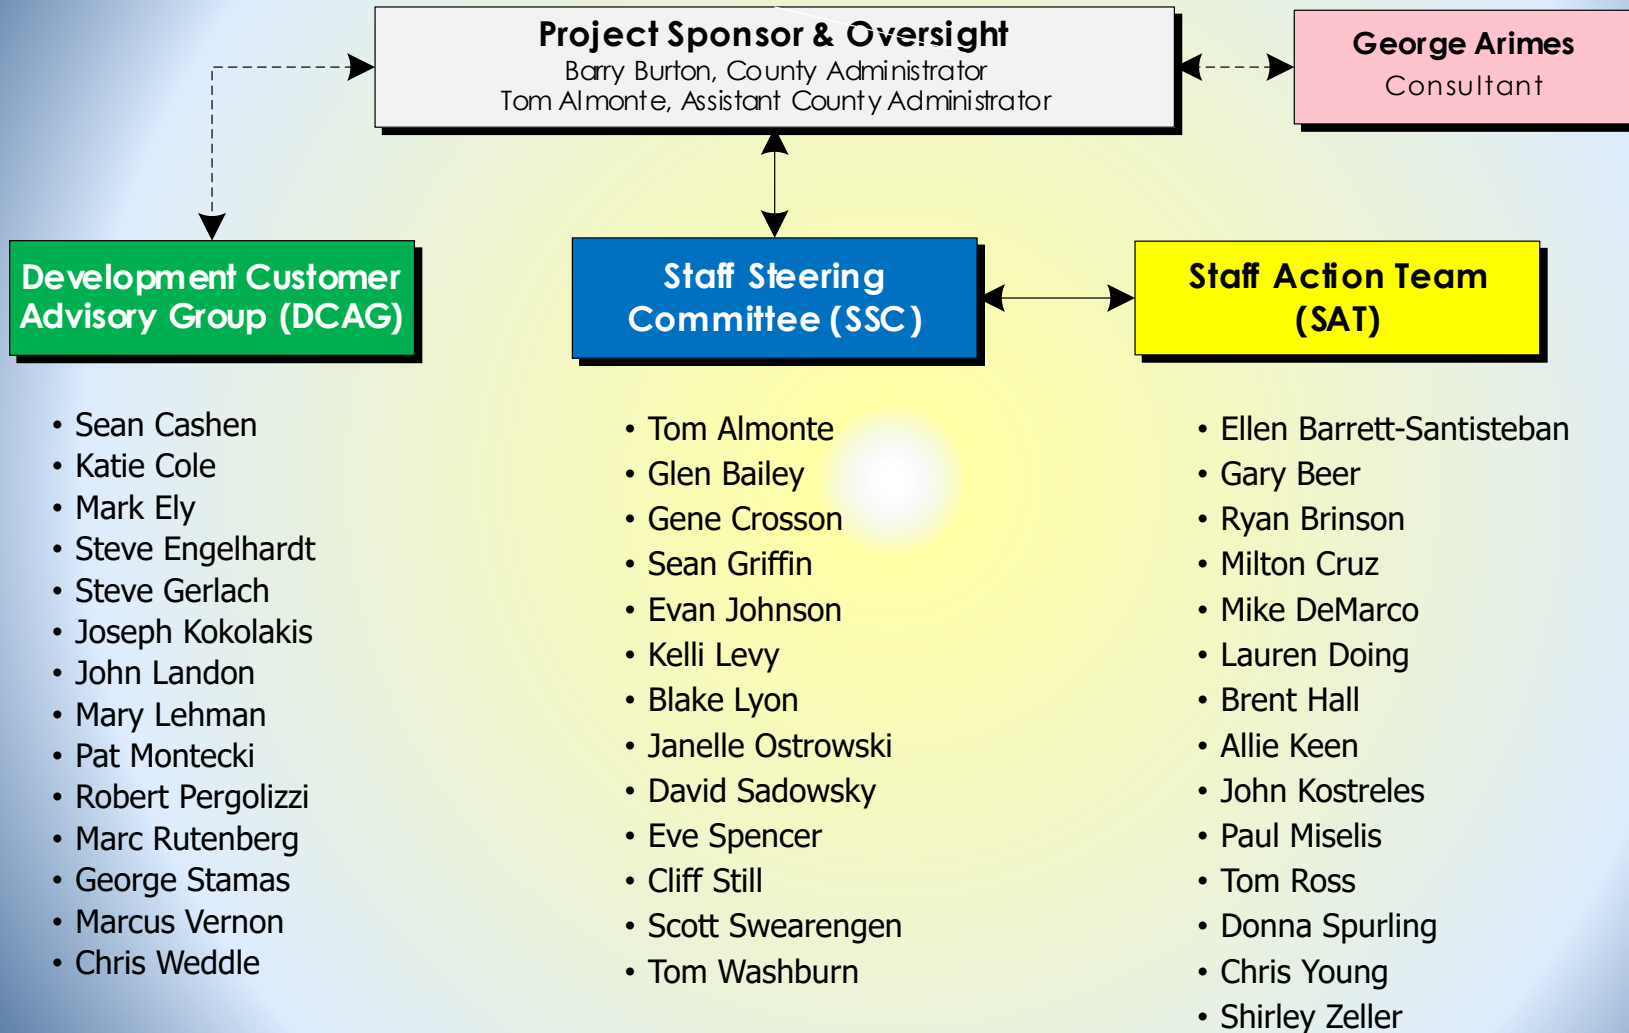 Project Sponsor & Oversight
Barry Burton, County Administrator
Tom Almonte, Assistant County Administrator
George Arimes
Consultant
Development Customer
Advisory Group (DCAG)
Staff Steering
Committee (SSC)
Staff Action Team
(SAT)
• Sean Cashen
• Katie Cole
• Mark Ely
• Steve Engelhardt
• Steve Gerlach
• Joseph Kokolakis
• John Landon
• Mary Lehman
• Pat Montecki
• Robert Pergolizzi
• Marc Rutenberg
• George Stamas
• Marcus Vernon
• Chris Weddle
• Tom Almonte
• Glen Bailey
• Gene Crosson
• Sean Griffin
• Evan Johnson
• Kelli Levy
• Blake Lyon
• Janelle Ostrowski
• David Sadowsky
• Eve Spencer
• Cliff Still
• Scott Swearengen
• Tom Washburn
• Ellen Barrett-Santisteban
• Gary Beer
• Ryan Brinson
• Milton Cruz
• Mike DeMarco
• Lauren Doing
• Brent Hall
• Allie Keen
• John Kostreles
• Paul Miselis
• Tom Ross
• Donna Spurling
• Chris Young
• Shirley Zeller